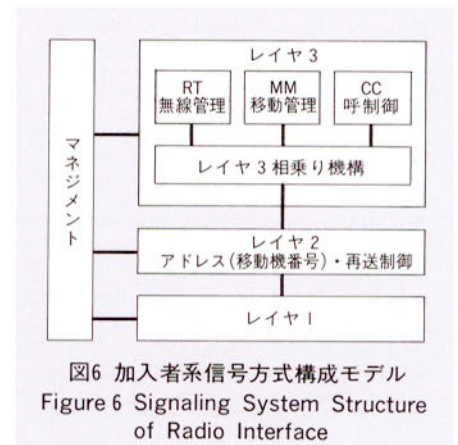 マネジメント
レイヤ3
RT
無線管理
MM
移動管理
CC
呼制御
レイヤ3相乗り機構
レイヤ2
アドレス(移動機番号)・再送制御
レイヤ1
図6 加入者系信号方式構成モデル
Figure 6 Signaling System Structure
of Radio Interface